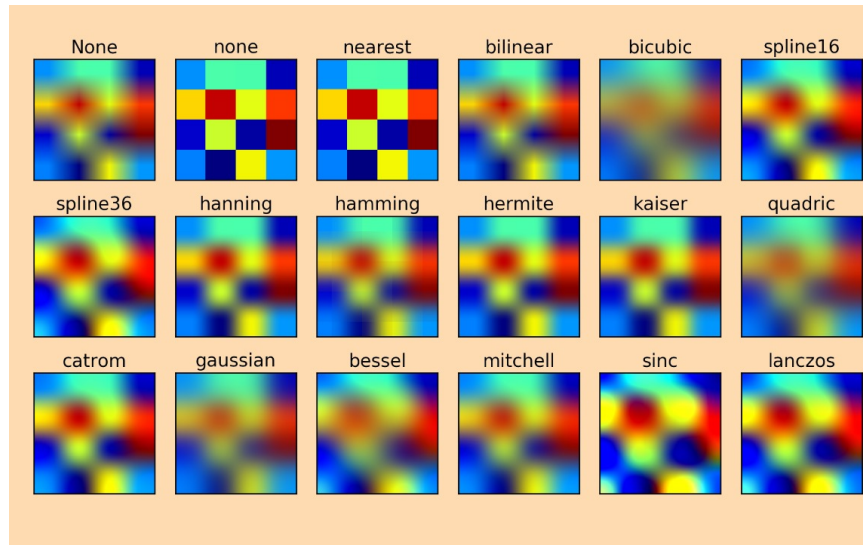 None none nearest bilinear bicubic spline16
spline36 hanning hamming hermite kaiser quadric
catrom gaussian bessel mitchell sinc lanczos